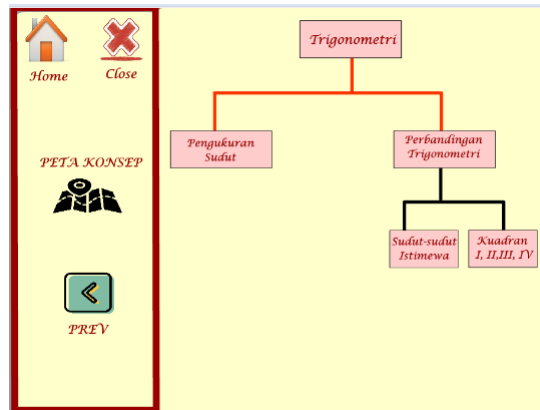 Home
Close
PETA KONSEP
PREV
Trigonometri
Pengukuran
Sudut
Perbandingan
Trigonometri
Sudut-sudut
Istimewa
Kuadran
I, II,III, IV